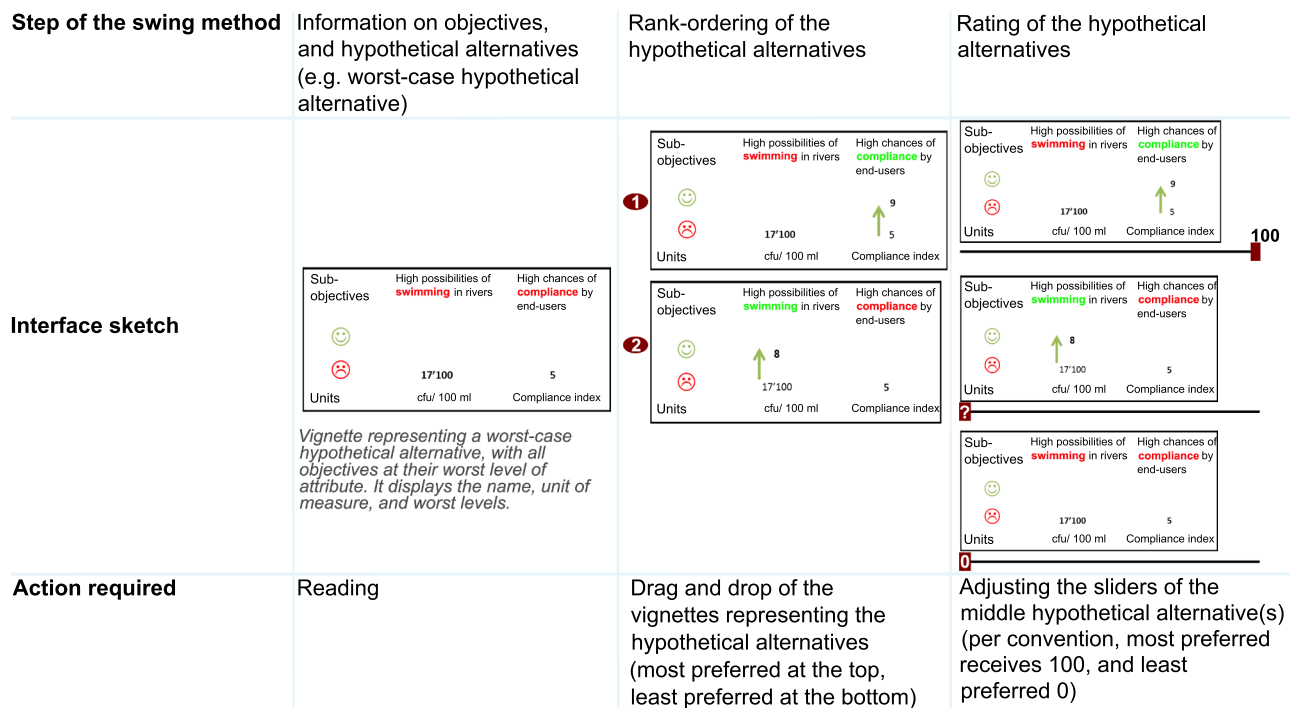 Step of the swing method
Information on objectives,
and hypothetical alternatives
(e.g. worst-case hypothetical
alternative)
Rank-ordering of the
hypothetical alternatives
Rating of the hypothetical
alternatives
Interface sketch
Sub-
objectives
High possibilities of
swimming in rivers
High chances of
compliance by
end-users
17'100
5
Units
cfu/ 100 ml
Compliance index
Vignette representing a worst-case
hypothetical alternative, with all
objectives at their worst level of
attribute. It displays the name, unit of
measure, and worst levels.
1
Sub-
objectives
High possibilities of
swimming in rivers
High chances of
compliance by
end-users
9
17'100
5
Units
cfu/ 100 ml
Compliance index
2
Sub-
objectives
High possibilities of
swimming in rivers
High chances of
compliance by
end-users
8
17'100
5
Units
cfu/ 100 ml
Compliance index
Sub-
objectives
High possibilities of
swimming in rivers
High chances of
compliance by
end-users
9
17'100
5
Units
cfu/ 100 ml
Compliance index
100
Sub-
objectives
High possibilities of
swimming in rivers
High chances of
compliance by
end-users
8
17'100
5
Units
cfu/ 100 ml
Compliance index
?
Sub-
objectives
High possibilities of
swimming in rivers
High chances of
compliance by
end-users
17'100
5
Units
cfu/ 100 ml
Compliance index
0
Action required
Reading
Drag and drop of the
vignettes representing the
hypothetical alternatives
(most preferred at the top,
least preferred at the bottom)
Adjusting the sliders of the
middle hypothetical alternative(s)
(per convention, most preferred
receives 100, and least
preferred 0)